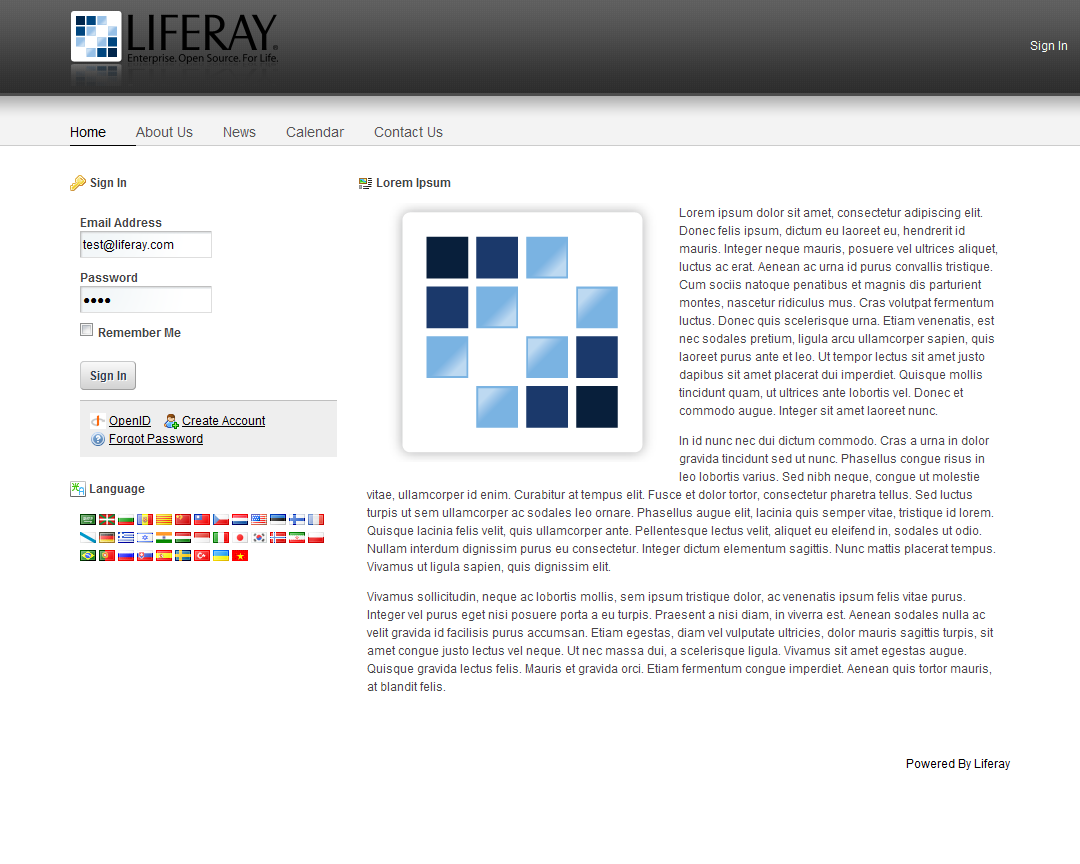 LIFERAY®
Enterprise. Open Source. For Life.
Sign In
Home
About Us
News
Calendar
Contact Us
Sign In
Email Address
test@liferay.com
Password
••••
Remember Me
Sign In
OpenID
Create Account
Forgot Password
Language
Lorem Ipsum
Lorem ipsum dolor sit amet, consectetur adipiscing elit.
Donec felis ipsum, dictum eu laoreet eu, hendrerit id
mauris. Integer neque mauris, posuere vel ultrices aliquet,
luctus ac erat. Aenean ac urna id purus convallis tristique.
Cum sociis natoque penatibus et magnis dis parturient
montes, nascetur ridiculus mus. Cras volutpat fermentum
luctus. Donec quis scelerisque urna. Etiam venenatis, est
nec sodales pretium, ligula arcu ullamcorper sapien, quis
laoreet purus ante et leo. Ut tempor lectus sit amet justo
dapibus sit amet placerat dui imperdiet. Quisque mollis
tincidunt quam, ut ultrices ante lobortis vel. Donec et
commodo augue. Integer sit amet laoreet nunc.
In id nunc nec dui dictum commodo. Cras a urna in dolor
gravida tincidunt sed ut nunc. Phasellus congue risus in
leo lobortis varius. Sed nibh neque, congue ut molestie
vitae, ullamcorper id enim. Curabitur at tempus elit. Fusce et dolor tortor, consectetur pharetra tellus. Sed luctus
turpis ut sem ullamcorper ac sodales leo ornare. Phasellus augue elit, lacinia quis semper vitae, tristique id lorem.
Quisque lacinia felis velit, quis ullamcorper ante. Pellentesque lectus velit, aliquet eu eleifend in, sodales ut odio.
Nullam interdum dignissim purus eu consectetur. Integer dictum elementum sagittis. Nunc mattis placerat tempus.
Vivamus ut ligula sapien, quis dignissim elit.
Vivamus sollicitudin, neque ac lobortis mollis, sem ipsum tristique dolor, ac venenatis ipsum felis vitae purus.
Integer vel purus eget nisi posuere porta a eu turpis. Praesent a nisi diam, in viverra est. Aenean sodales nulla ac
velit gravida id facilisis purus accumsan. Etiam egestas, diam vel vulputate ultricies, dolor mauris sagittis turpis, sit
amet congue justo lectus vel neque. Ut nec massa dui, a scelerisque ligula. Vivamus sit amet egestas augue.
Quisque gravida lectus felis. Mauris et gravida orci. Etiam fermentum congue imperdiet. Aenean quis tortor mauris,
at blandit felis.
Powered By Liferay